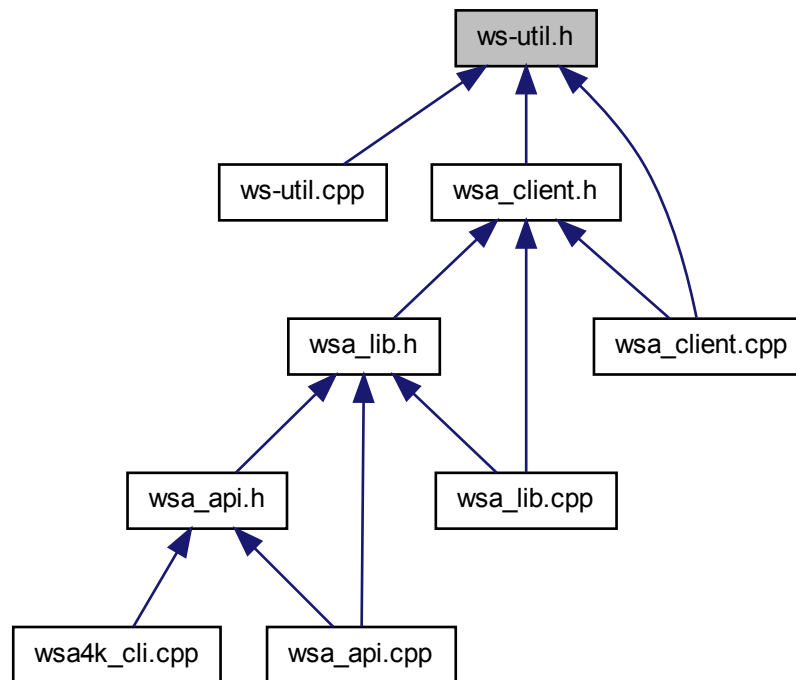 ws-util.h
ws-util.cpp
wsa_client.h
wsa_lib.h
wsa_client.cpp
wsa_api.h
wsa_lib.cpp
wsa4k_cli.cpp
wsa_api.cpp